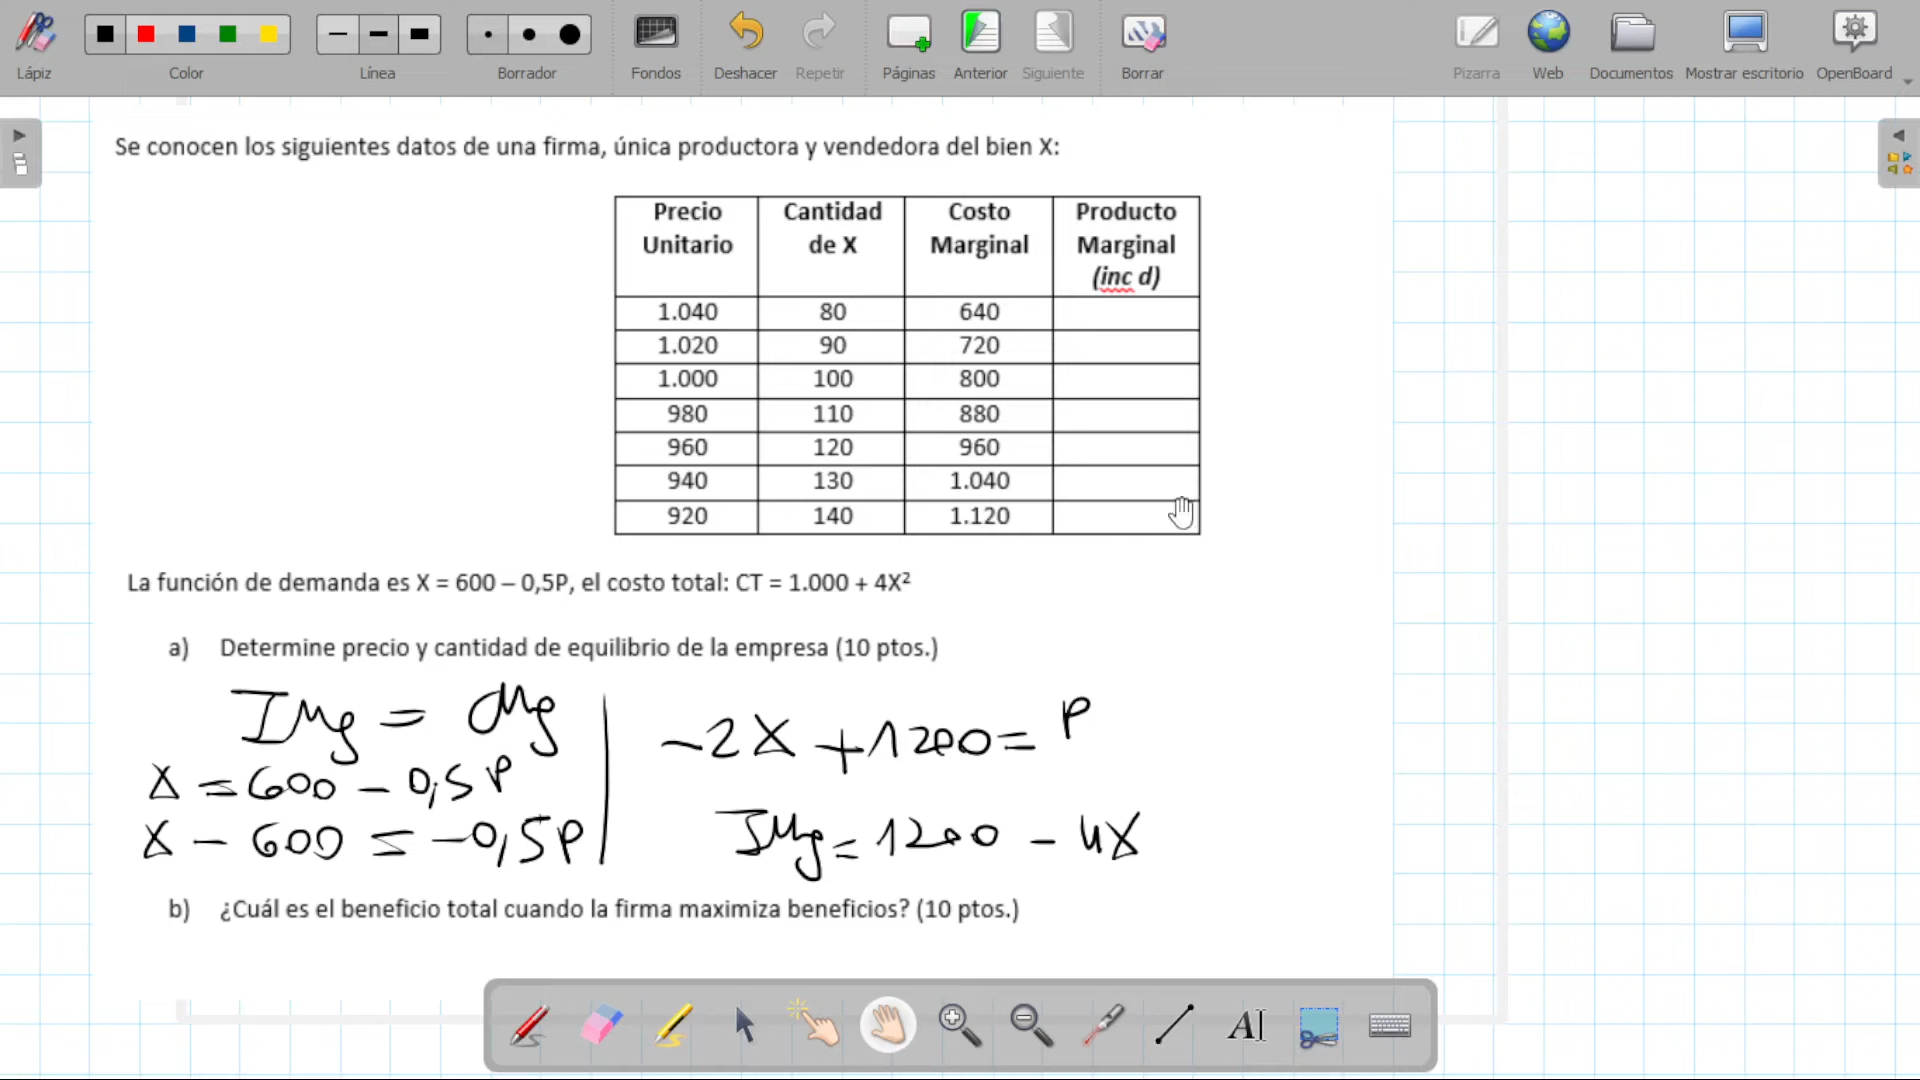 Lápiz
Color
Línea
Borrador
Fondos
Deshacer
Repetir
Páginas
Anterior
Siguiente
Borrar
Pizarra
Web
Documentos
Mostrar escritorio
OpenBoard
Se conocen los siguientes datos de una firma, única productora y vendedora del bien X:
Precio Unitario | Cantidad de X | Costo Marginal | Producto Marginal (inc d)
1.040 | 80 | 640
1.020 | 90 | 720
1.000 | 100 | 800
980 | 110 | 880
960 | 120 | 960
940 | 130 | 1.040
920 | 140 | 1.120
La función de demanda es X = 600 – 0,5P, el costo total: CT = 1.000 + 4X²
a) Determine precio y cantidad de equilibrio de la empresa (10 ptos.)
IMg = CMg
X = 600 - 0,5P
X - 600 = -0,5P
-2X + 1200 = P
IMg = 1200 - 4X
b) ¿Cuál es el beneficio total cuando la firma maximiza beneficios? (10 ptos.)
AI